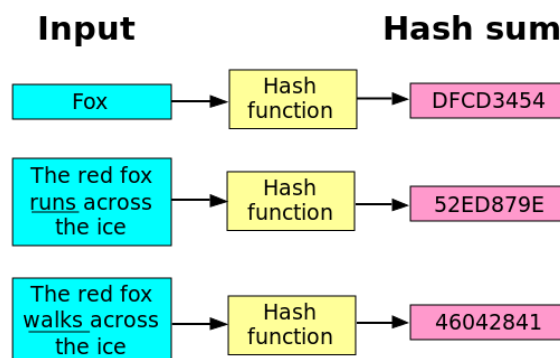 Input
Hash sum
Fox
Hash
function
DFCD3454
The red fox
runs across
the ice
Hash
function
52ED879E
The red fox
walks across
the ice
Hash
function
46042841